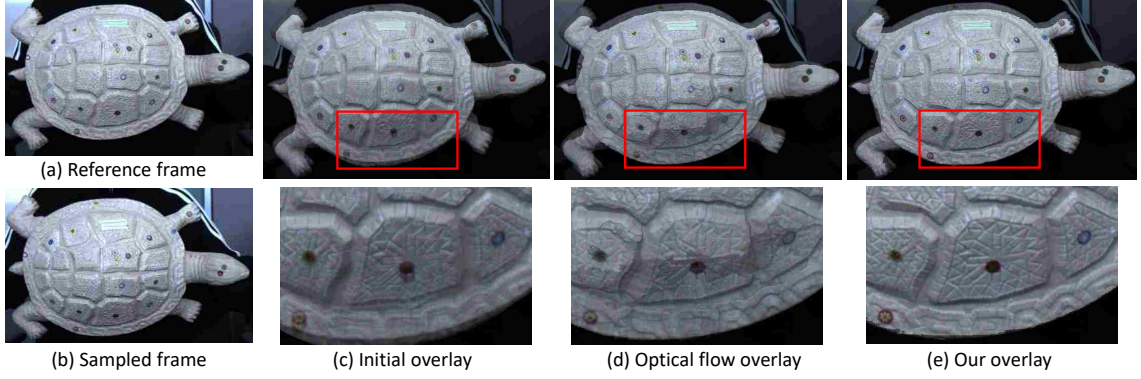 (a) Reference frame
(b) Sampled frame
(c) Initial overlay
(d) Optical flow overlay
(e) Our overlay